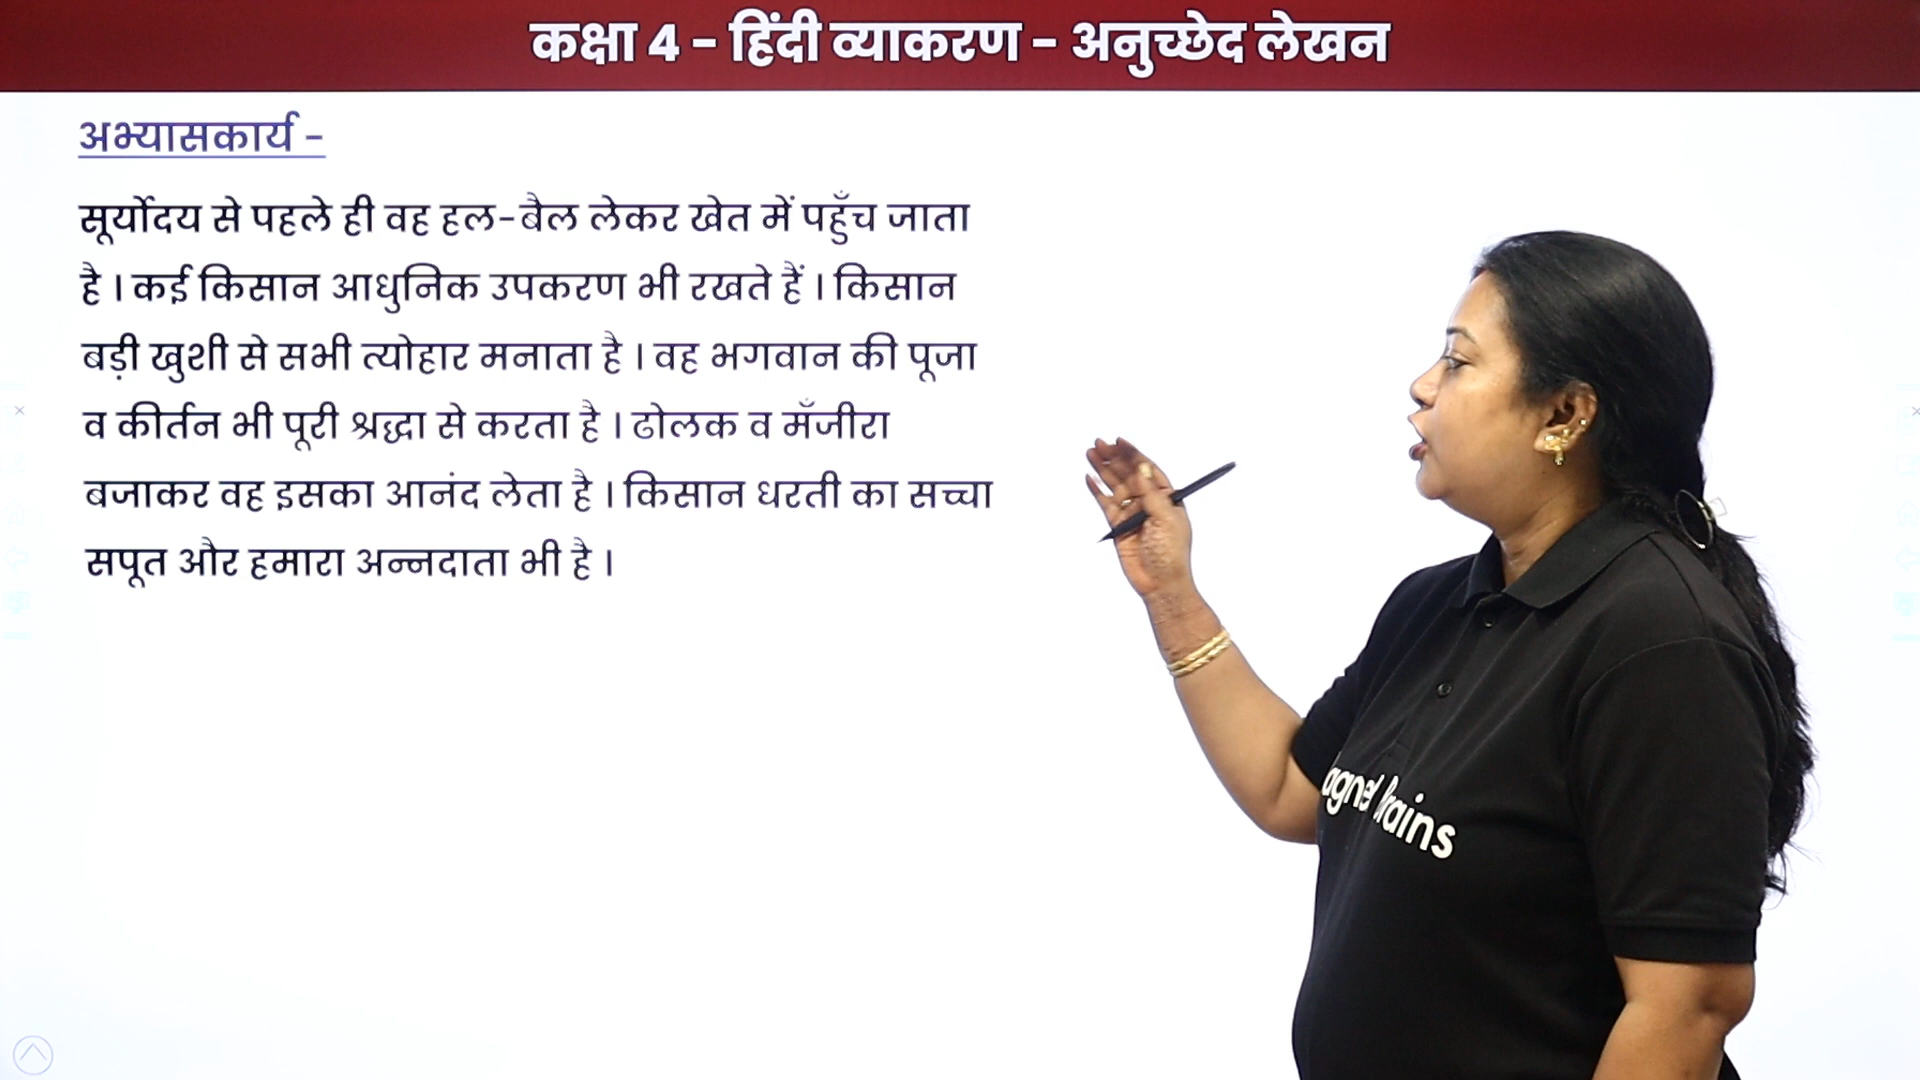 कक्षा 4 - हिंदी व्याकरण - अनुच्छेद लेखन
अभ्यासकार्य -
सूर्योदय से पहले ही वह हल-बैल लेकर खेत में पहुँच जाता
है । कई किसान आधुनिक उपकरण भी रखते हैं । किसान
बड़ी खुशी से सभी त्योहार मनाता है । वह भगवान की पूजा
व कीर्तन भी पूरी श्रद्धा से करता है । ढोलक व मँजीरा
बजाकर वह इसका आनंद लेता है । किसान धरती का सच्चा
सपूत और हमारा अन्नदाता भी है ।
agnet Brains